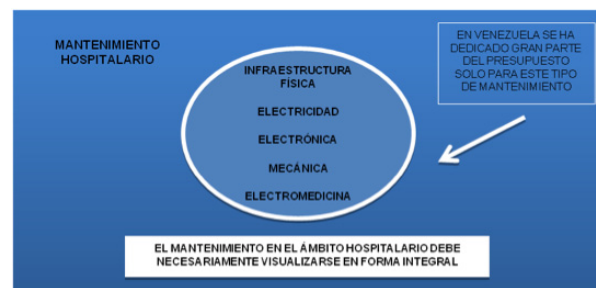 MANTENIMIENTO
HOSPITALARIO
INFRAESTRUCTURA
FÍSICA
ELECTRICIDAD
ELECTRÓNICA
MECÁNICA
ELECTROMEDICINA
EN VENEZUELA SE HA
DEDICADO GRAN PARTE
DEL PRESUPUESTO
SOLO PARA ESTE TIPO
DE MANTENIMIENTO
EL MANTENIMIENTO EN EL ÁMBITO HOSPITALARIO DEBE
NECESARIAMENTE VISUALIZARSE EN FORMA INTEGRAL